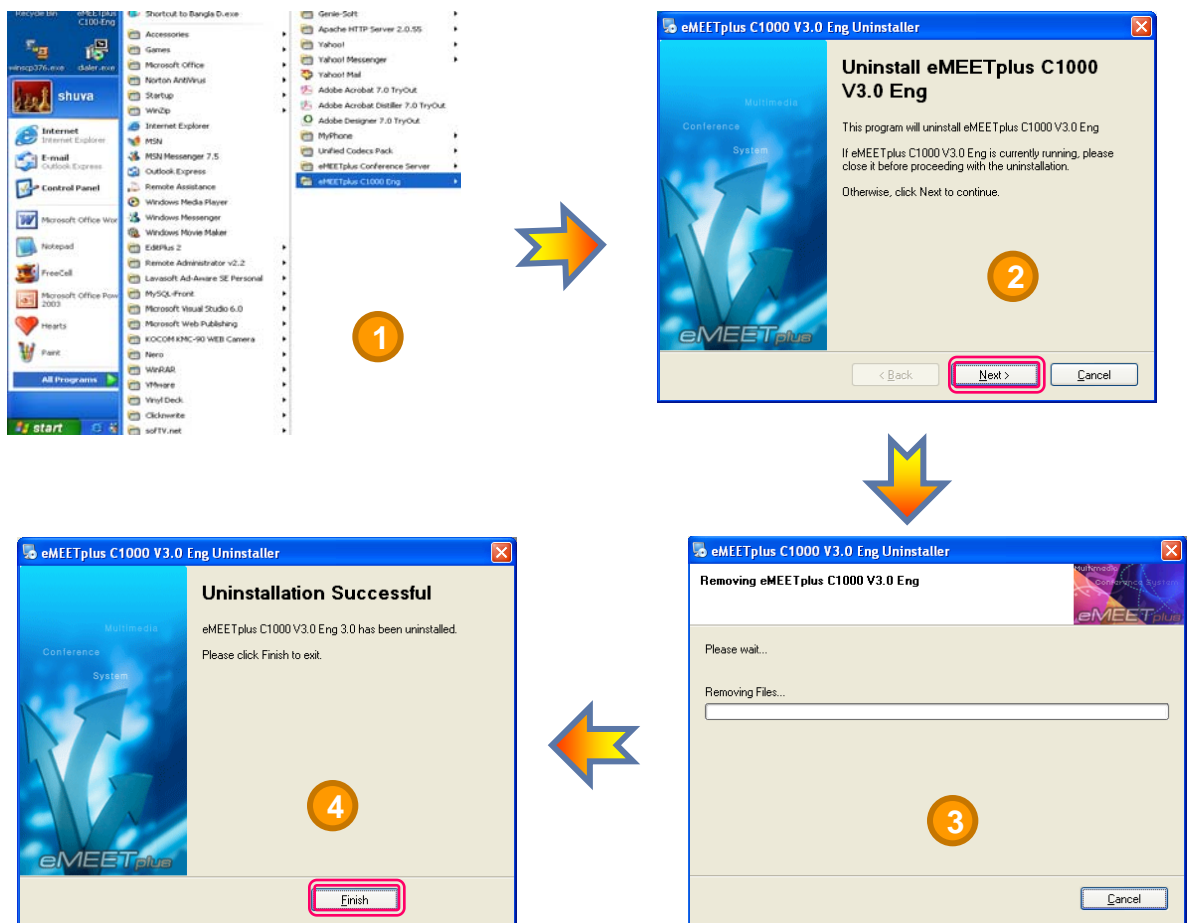 Recycle Bin
eMEETplus
C100-Eng
winscp376.exe
dialer.exe
shuva
Internet
Internet Explorer
E-mail
Outlook Express
Control Panel
Microsoft Office Wor
Notepad
FreeCell
Microsoft Office Pow
2003
Hearts
Paint
All Programs
start
Shortcut to Bangla D.exe
Accessories
Games
Microsoft Office
Norton AntiVirus
Startup
WinZip
Internet Explorer
MSN
MSN Messenger 7.5
Outlook Express
Remote Assistance
Windows Media Player
Windows Messenger
Windows Movie Maker
EditPlus 2
Remote Administrator v2.2
Lavasoft Ad-Aware SE Personal
MySQL-Front
Microsoft Visual Studio 6.0
Microsoft Web Publishing
KOCOM KMC-90 WEB Camera
Nero
WinRAR
VMware
Vinyl Deck
Clickwrite
sofTV.net
Genie-Soft
Apache HTTP Server 2.0.55
Yahoo!
Yahoo! Messenger
Yahoo! Mail
Adobe Acrobat 7.0 TryOut
Adobe Acrobat Distiller 7.0 TryOut
Adobe Designer 7.0 TryOut
MyPhone
Unified Codecs Pack
eMEETplus Conference Server
eMEETplus C1000 Eng
1
eMEETplus C1000 V3.0 Eng Uninstaller
Multimedia
Conference
System
eMEETplus
Uninstall eMEETplus C1000
V3.0 Eng
This program will uninstall eMEETplus C1000 V3.0 Eng
If eMEETplus C1000 V3.0 Eng is currently running, please
close it before proceeding with the uninstallation.
Otherwise, click Next to continue.
2
< Back
Next >
Cancel
eMEETplus C1000 V3.0 Eng Uninstaller
Multimedia
Conference
System
eMEETplus
Uninstallation Successful
eMEETplus C1000 V3.0 Eng 3.0 has been uninstalled.
Please click Finish to exit.
4
Finish
eMEETplus C1000 V3.0 Eng Uninstaller
Removing eMEETplus C1000 V3.0 Eng
Multimedia
Conference System
eMEETplus
Please wait...
Removing Files...
3
Cancel